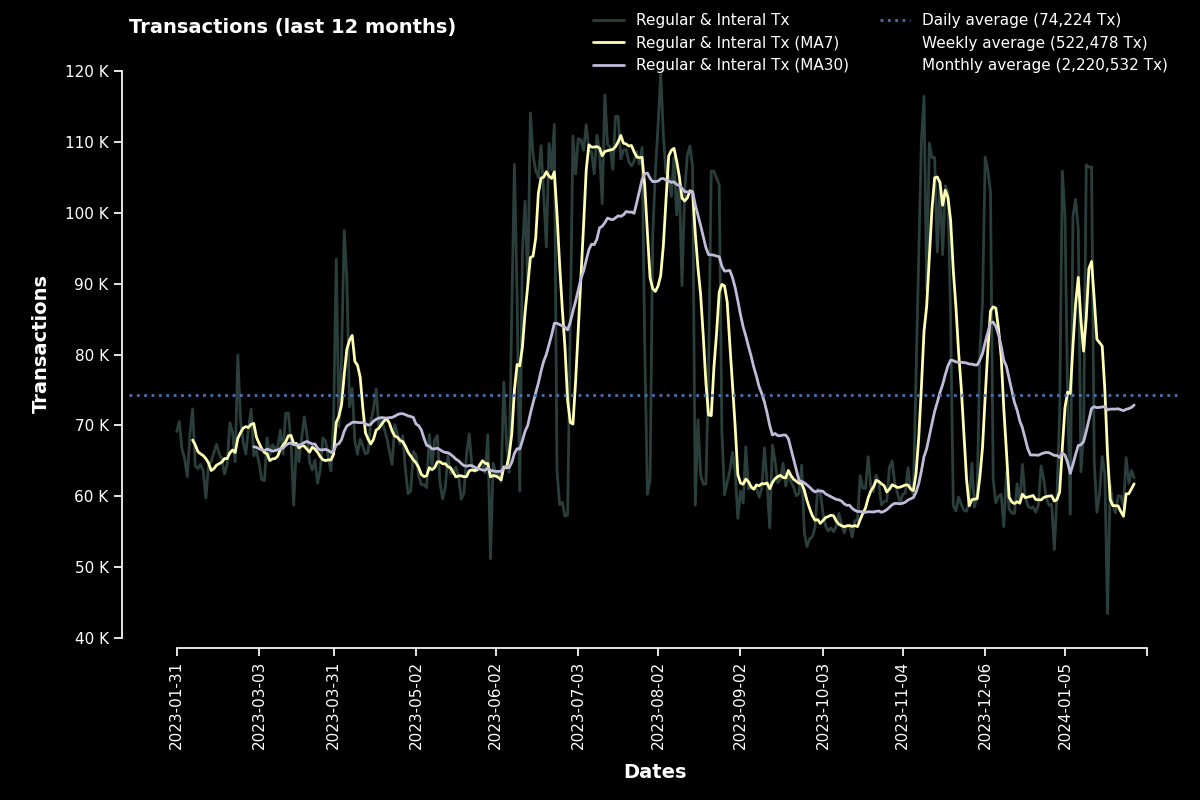 Transactions (last 12 months)
Regular & Interal Tx
Regular & Interal Tx (MA7)
Regular & Interal Tx (MA30)
Daily average (74,224 Tx)
Weekly average (522,478 Tx)
Monthly average (2,220,532 Tx)
120 K
110 K
100 K
90 K
80 K
70 K
60 K
50 K
40 K
Transactions
2023-01-31
2023-03-03
2023-03-31
2023-05-02
2023-06-02
2023-07-03
2023-08-02
2023-09-02
2023-10-03
2023-11-04
2023-12-06
2024-01-05
Dates